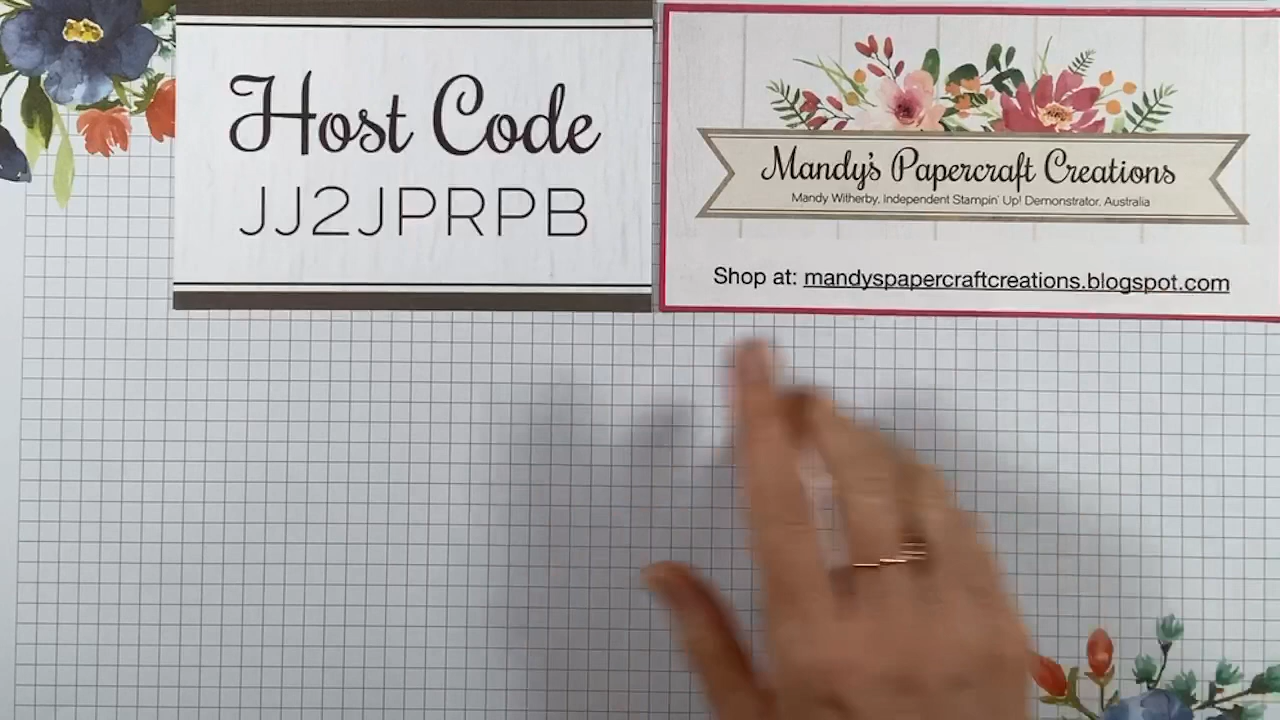 Host Code
JJ2JPRPB
Mandy's Papercraft Creations
Mandy Witherby, Independent Stampin' Up! Demonstrator, Australia
Shop at: mandyspapercraftcreations.blogspot.com